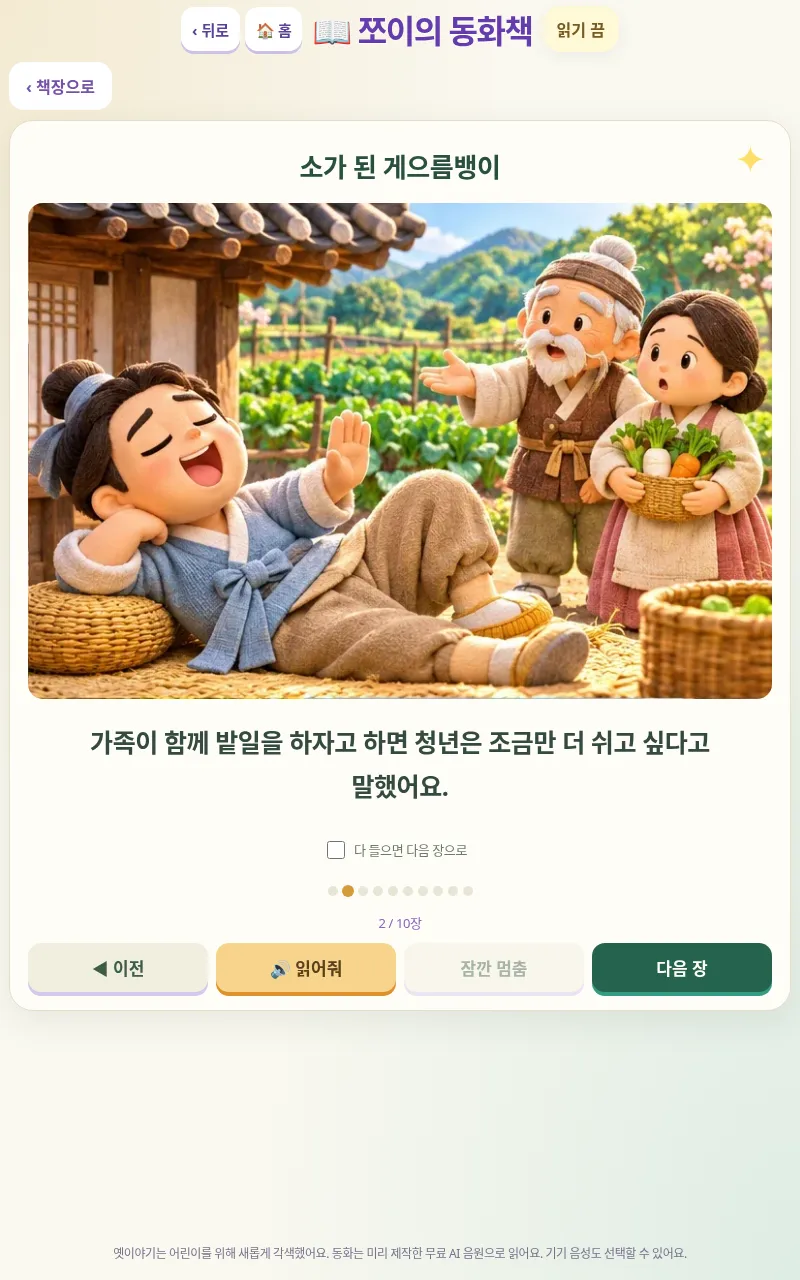 ‹ 뒤로
🏠 홈
📖 쪼이의 동화책
읽기 끝
‹ 책장으로
소가 된 게으름뱅이
가족이 함께 밭일을 하자고 하면 청년은 조금만 더 쉬고 싶다고
말했어요.
다 들으면 다음 장으로
2 / 10장
◀ 이전
🔊 읽어줘
잠깐 멈춤
다음 장
옛이야기는 어린이를 위해 새롭게 각색했어요. 동화는 미리 제작한 무료 AI 음원으로 읽어요. 기기 음성도 선택할 수 있어요.